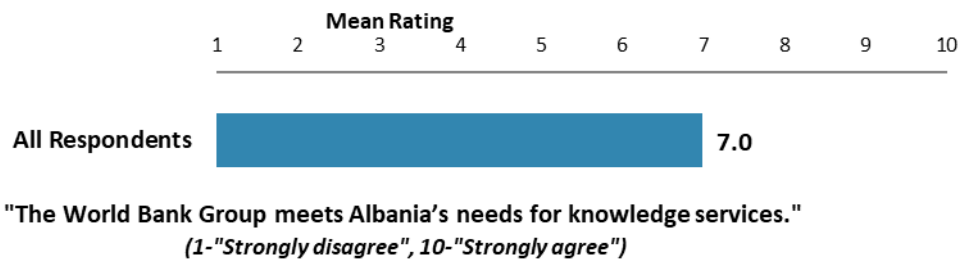 Mean Rating
1 2 3 4 5 6 7 8 9 10
All Respondents 7.0
"The World Bank Group meets Albania’s needs for knowledge services."
(1-"Strongly disagree", 10-"Strongly agree")